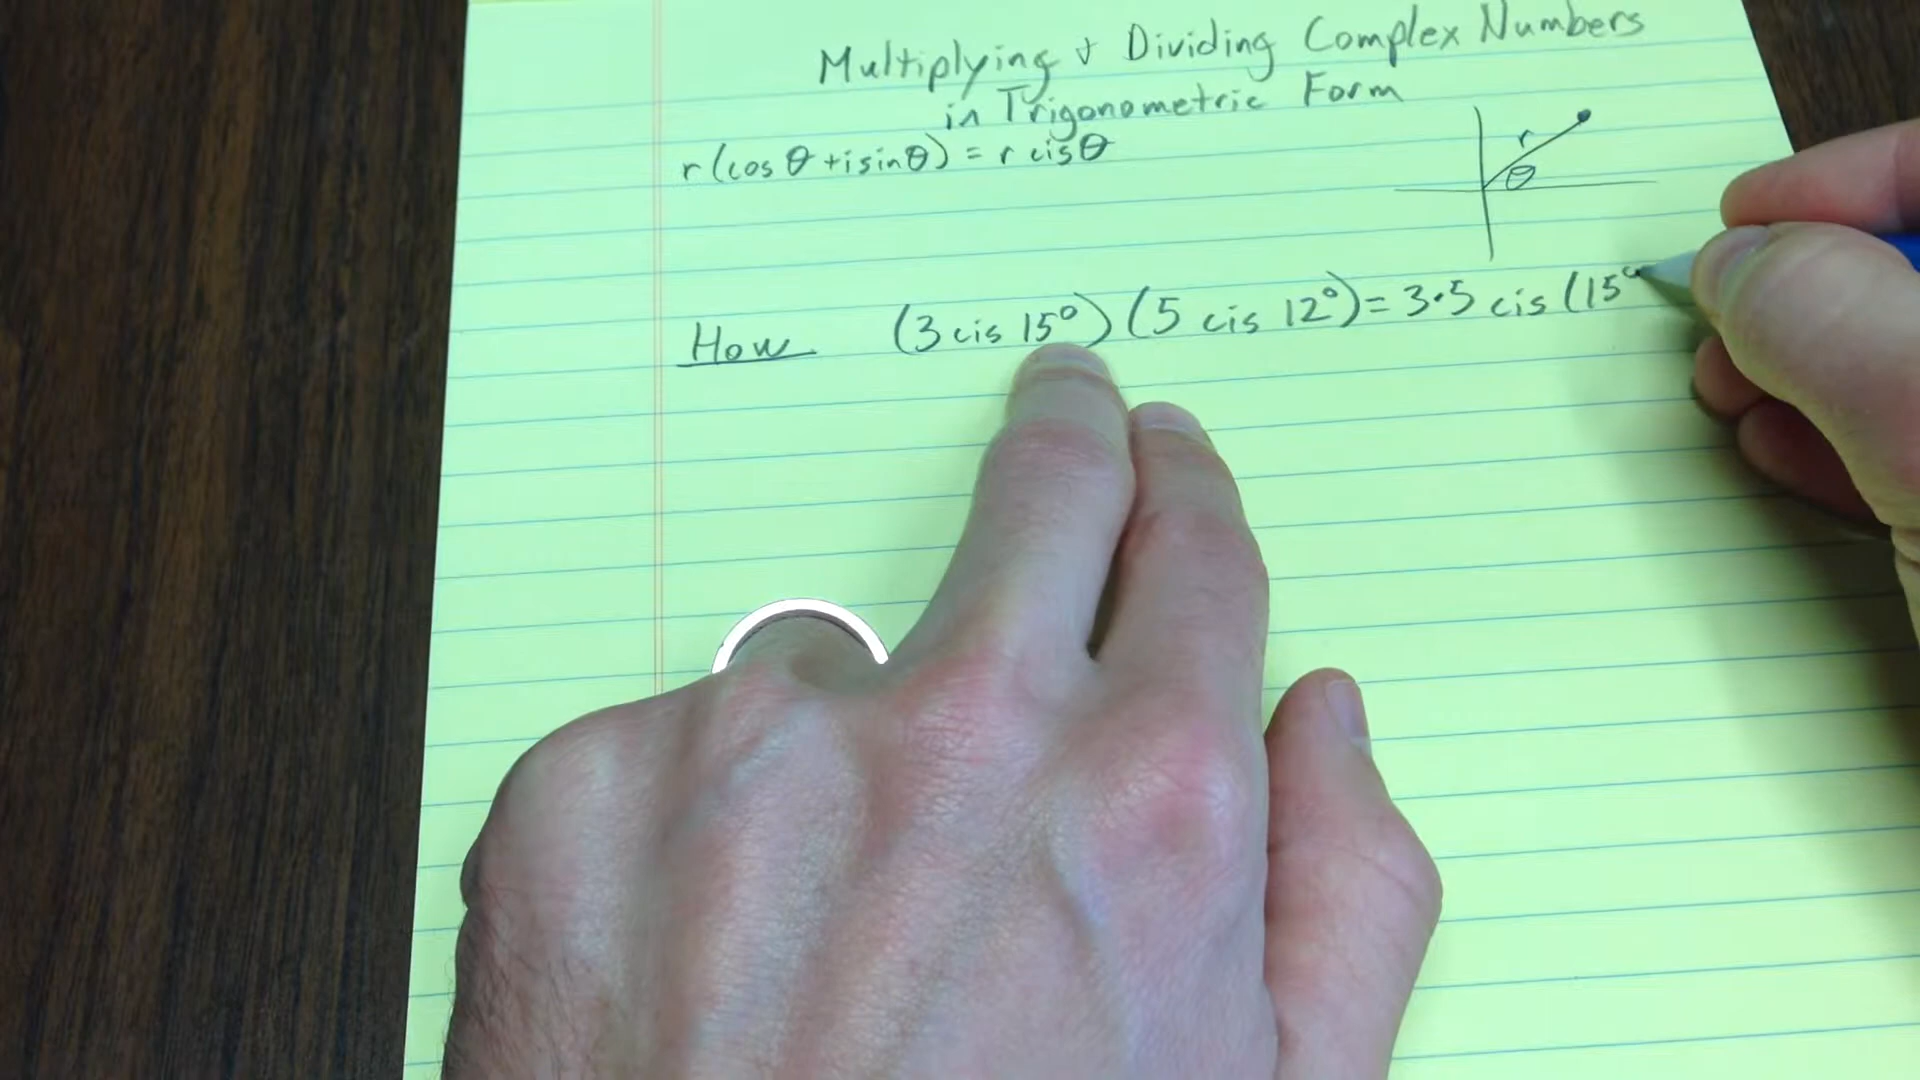 Multiplying & Dividing Complex Numbers
in Trigonometric Form
r(cos θ + i sin θ) = r cis θ
r
θ
How (3 cis 15°)(5 cis 12°) = 3·5 cis (15°